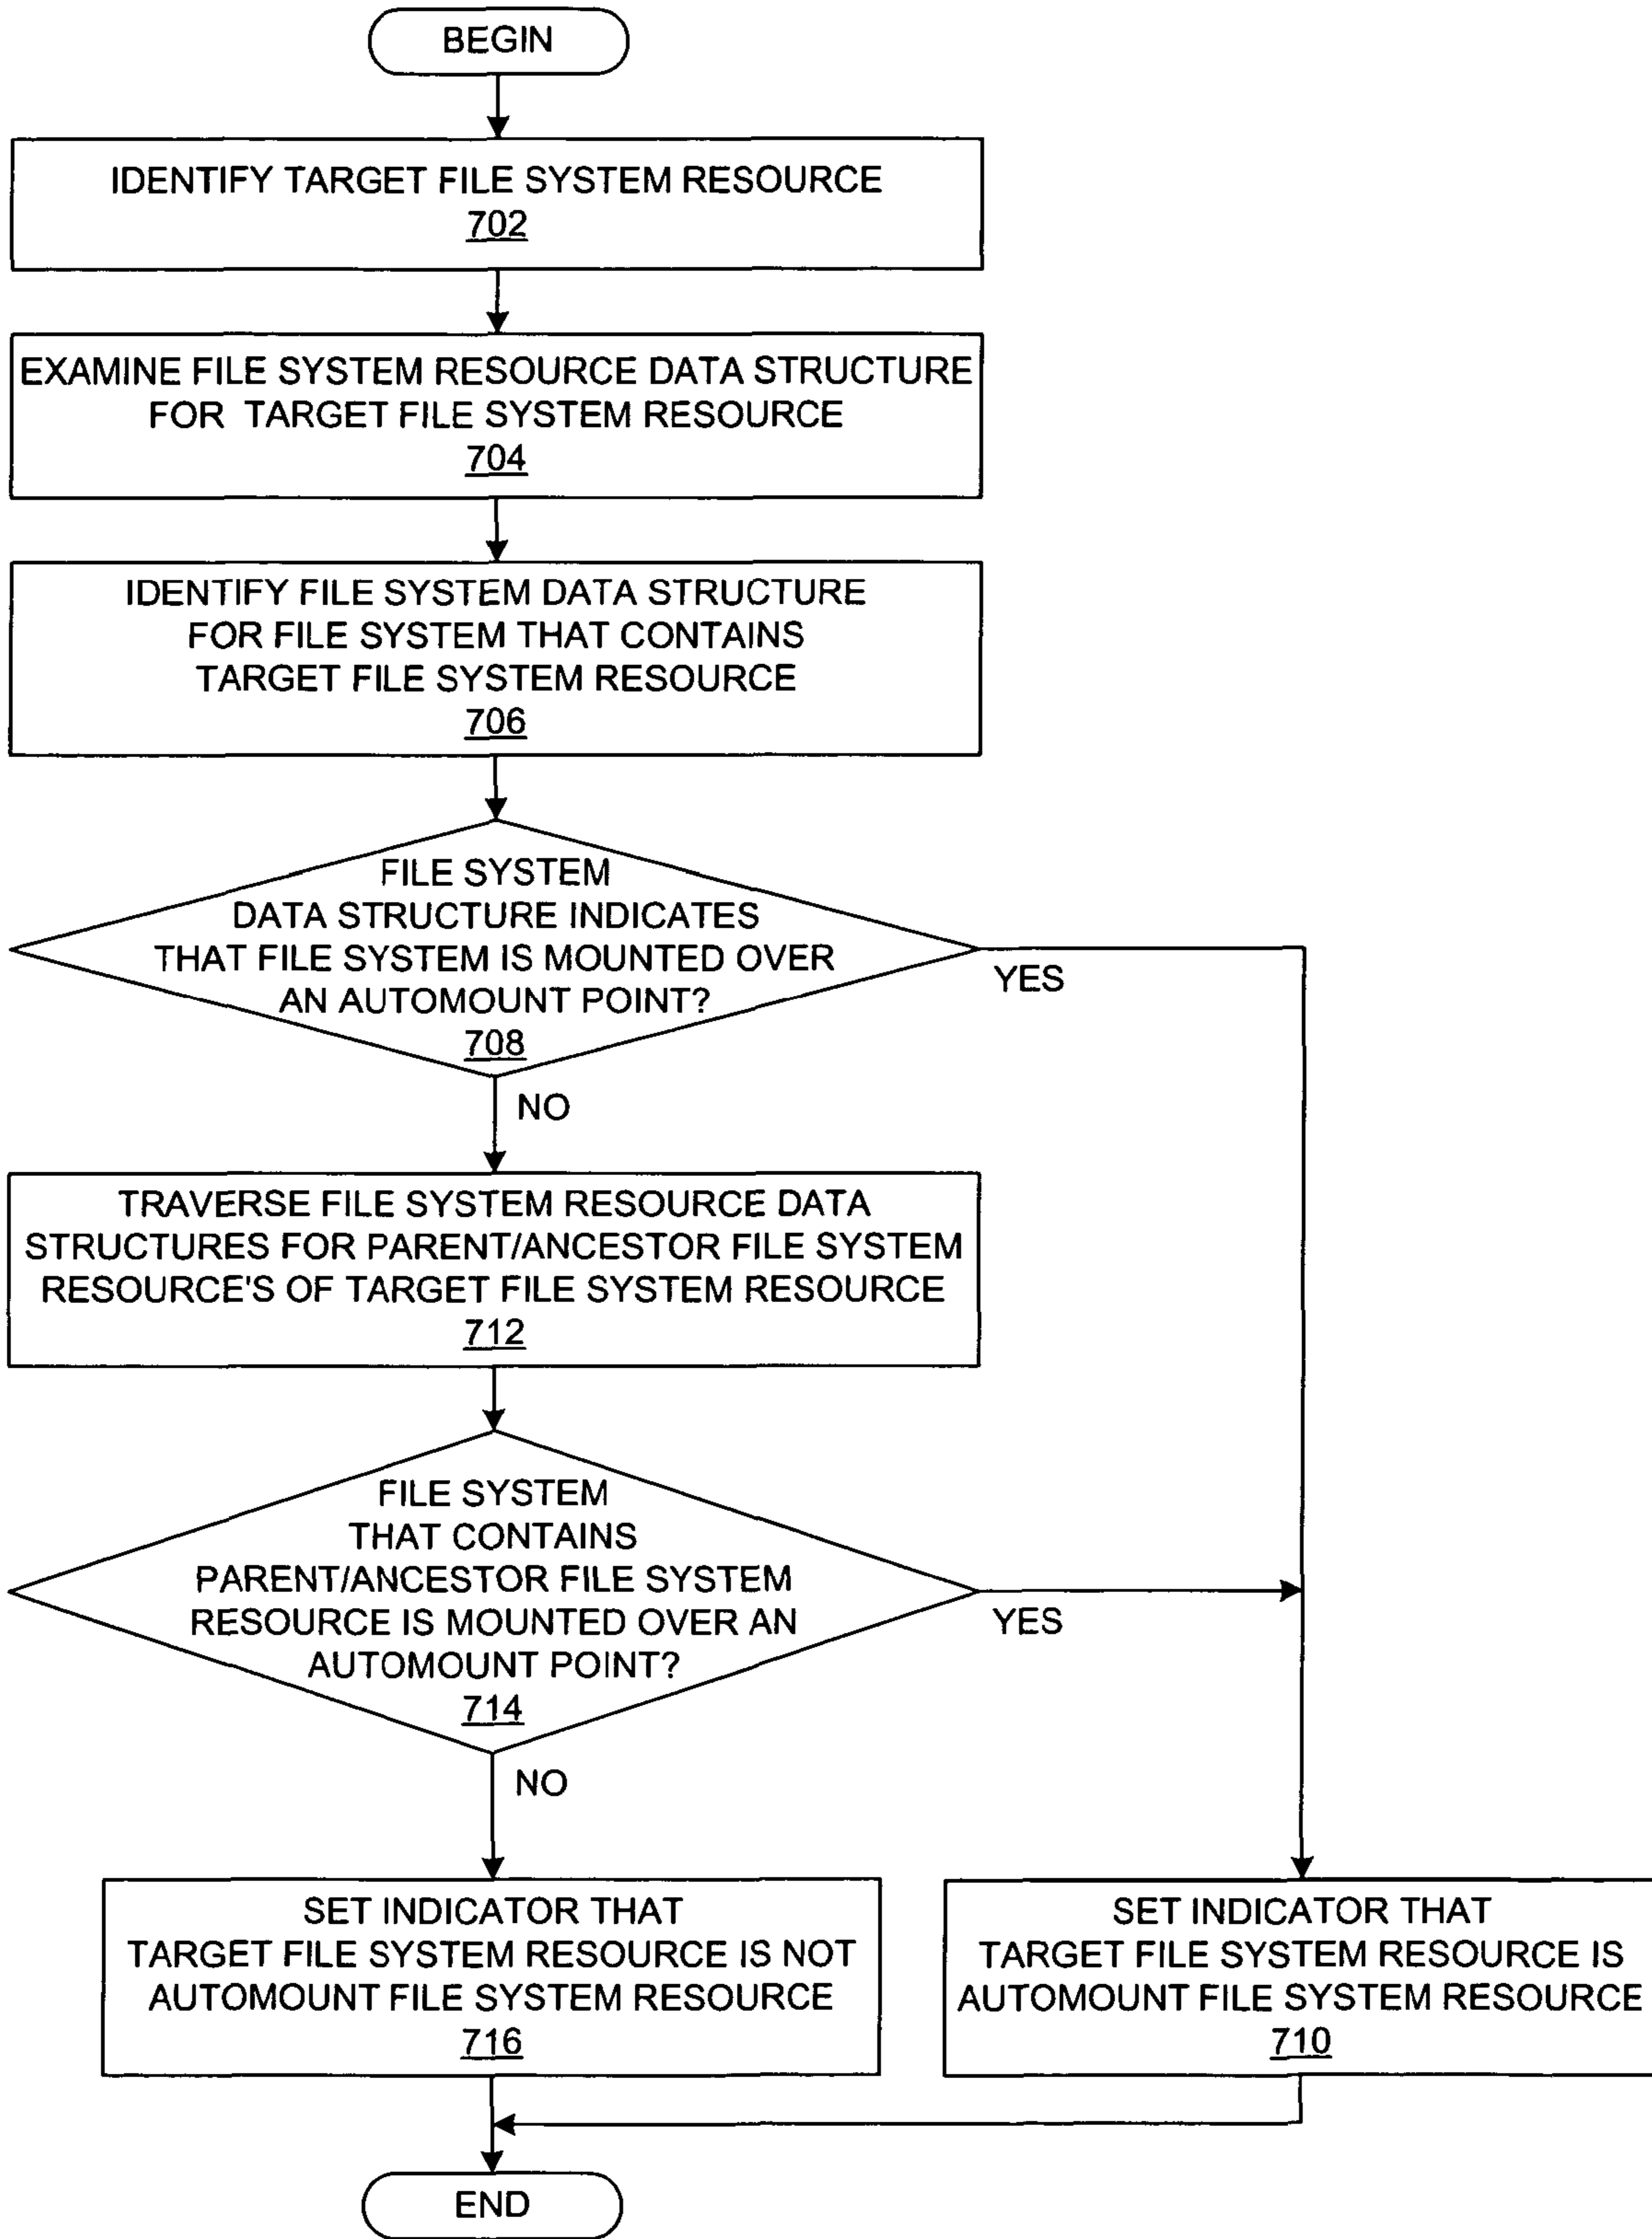 BEGIN
IDENTIFY TARGET FILE SYSTEM RESOURCE
702
EXAMINE FILE SYSTEM RESOURCE DATA STRUCTURE
FOR TARGET FILE SYSTEM RESOURCE
704
IDENTIFY FILE SYSTEM DATA STRUCTURE
FOR FILE SYSTEM THAT CONTAINS
TARGET FILE SYSTEM RESOURCE
706
FILE SYSTEM
DATA STRUCTURE INDICATES
THAT FILE SYSTEM IS MOUNTED OVER
AN AUTOMOUNT POINT?
708
YES
NO
TRAVERSE FILE SYSTEM RESOURCE DATA
STRUCTURES FOR PARENT/ANCESTOR FILE SYSTEM
RESOURCE'S OF TARGET FILE SYSTEM RESOURCE
712
FILE SYSTEM
THAT CONTAINS
PARENT/ANCESTOR FILE SYSTEM
RESOURCE IS MOUNTED OVER AN
AUTOMOUNT POINT?
714
YES
NO
SET INDICATOR THAT
TARGET FILE SYSTEM RESOURCE IS NOT
AUTOMOUNT FILE SYSTEM RESOURCE
716
SET INDICATOR THAT
TARGET FILE SYSTEM RESOURCE IS
AUTOMOUNT FILE SYSTEM RESOURCE
710
END